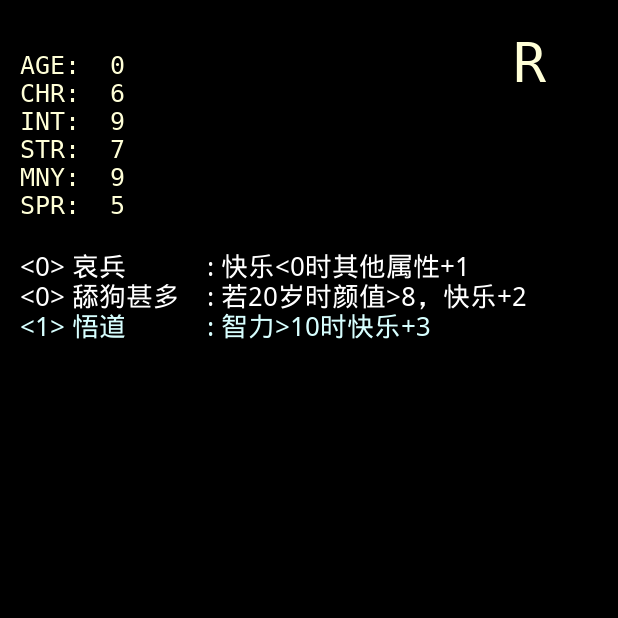 R
AGE: 0
CHR: 6
INT: 9
STR: 7
MNY: 9
SPR: 5
<0> 哀兵 : 快乐<0时其他属性+1
<0> 舔狗甚多 : 若20岁时颜值>8，快乐+2
<1> 悟道 : 智力>10时快乐+3